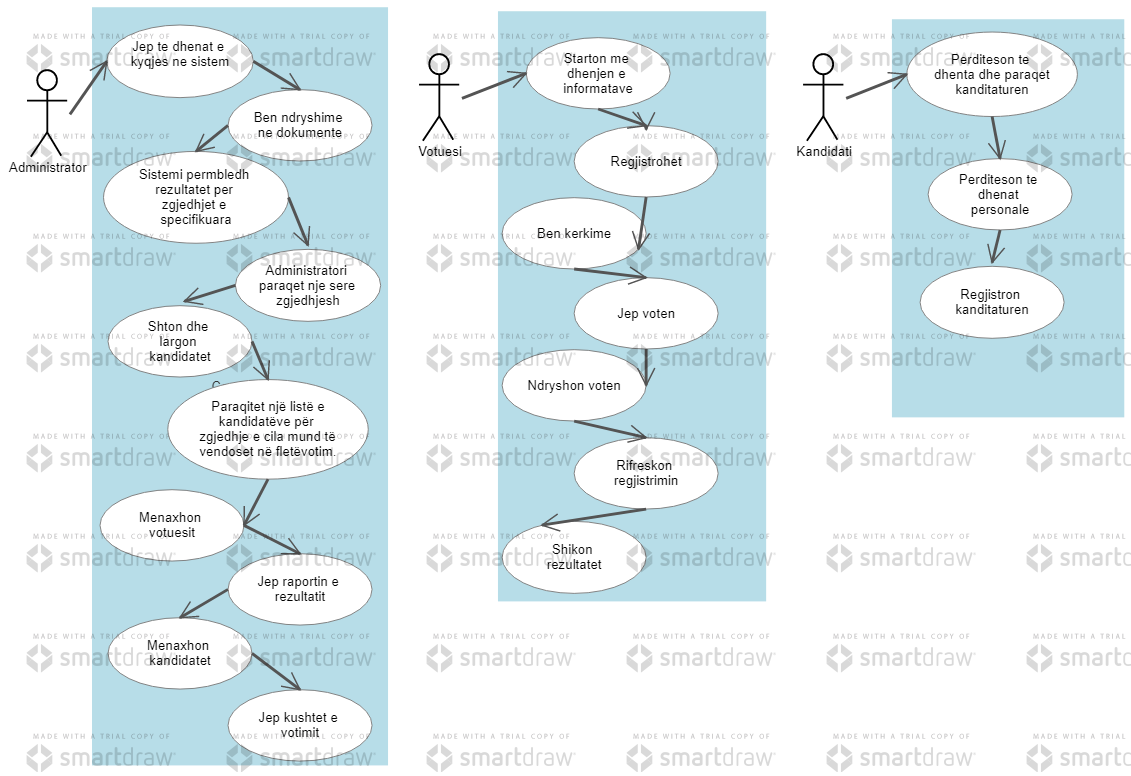 Administrator
Jep te dhenat e
kyqjes ne sistem
Ben ndryshime
ne dokumente
Sistemi permbledh
rezultatet per
zgjedhjet e
specifikuara
Administratori
paraqet nje sere
zgjedhjesh
Shton dhe
largon
kandidatet
Paraqitet një listë e
kandidatëve për
zgjedhje e cila mund të
vendoset në fletëvotim.
Menaxhon
votuesit
Jep raportin e
rezultatit
Menaxhon
kandidatet
Jep kushtet e
votimit
Votuesi
Starton me
dhenjen e
informatave
Regjistrohet
Ben kerkime
Jep voten
Ndryshon voten
Rifreskon
regjistrimin
Shikon
rezultatet
Kandidati
Perditeson te
dhenta dhe paraqet
kanditaturen
Perditeson te
dhenat
personale
Regjistron
kanditaturen
MADE WITH A TRIAL COPY OF
smartdraw